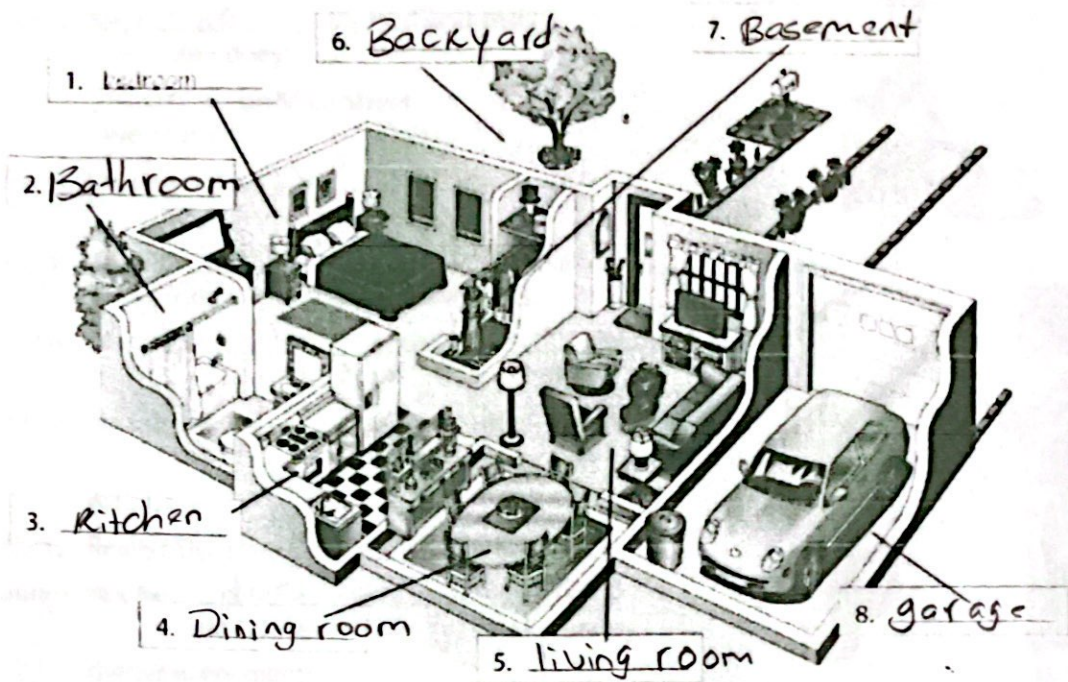 1. bedroom
2. Bathroom
3. Kitchen
4. Dining room
5. living room
6. Backyard
7. Basement
8. garage